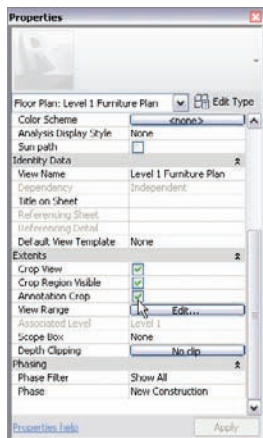 Properties
Floor Plan: Level 1 Furniture Plan Edit Type
Color Scheme <none>
Analysis Display Style None
Sun path
Identity Data
View Name Level 1 Furniture Plan
Dependency Independent
Title on Sheet
Referencing Sheet
Referencing Detail
Default View Template None
Extents
Crop View
Crop Region Visible
Annotation Crop
View Range Edit...
Associated Level Level 1
Scope Box None
Depth Clipping No clip
Phasing
Phase Filter Show All
Phase New Construction
Properties help Apply